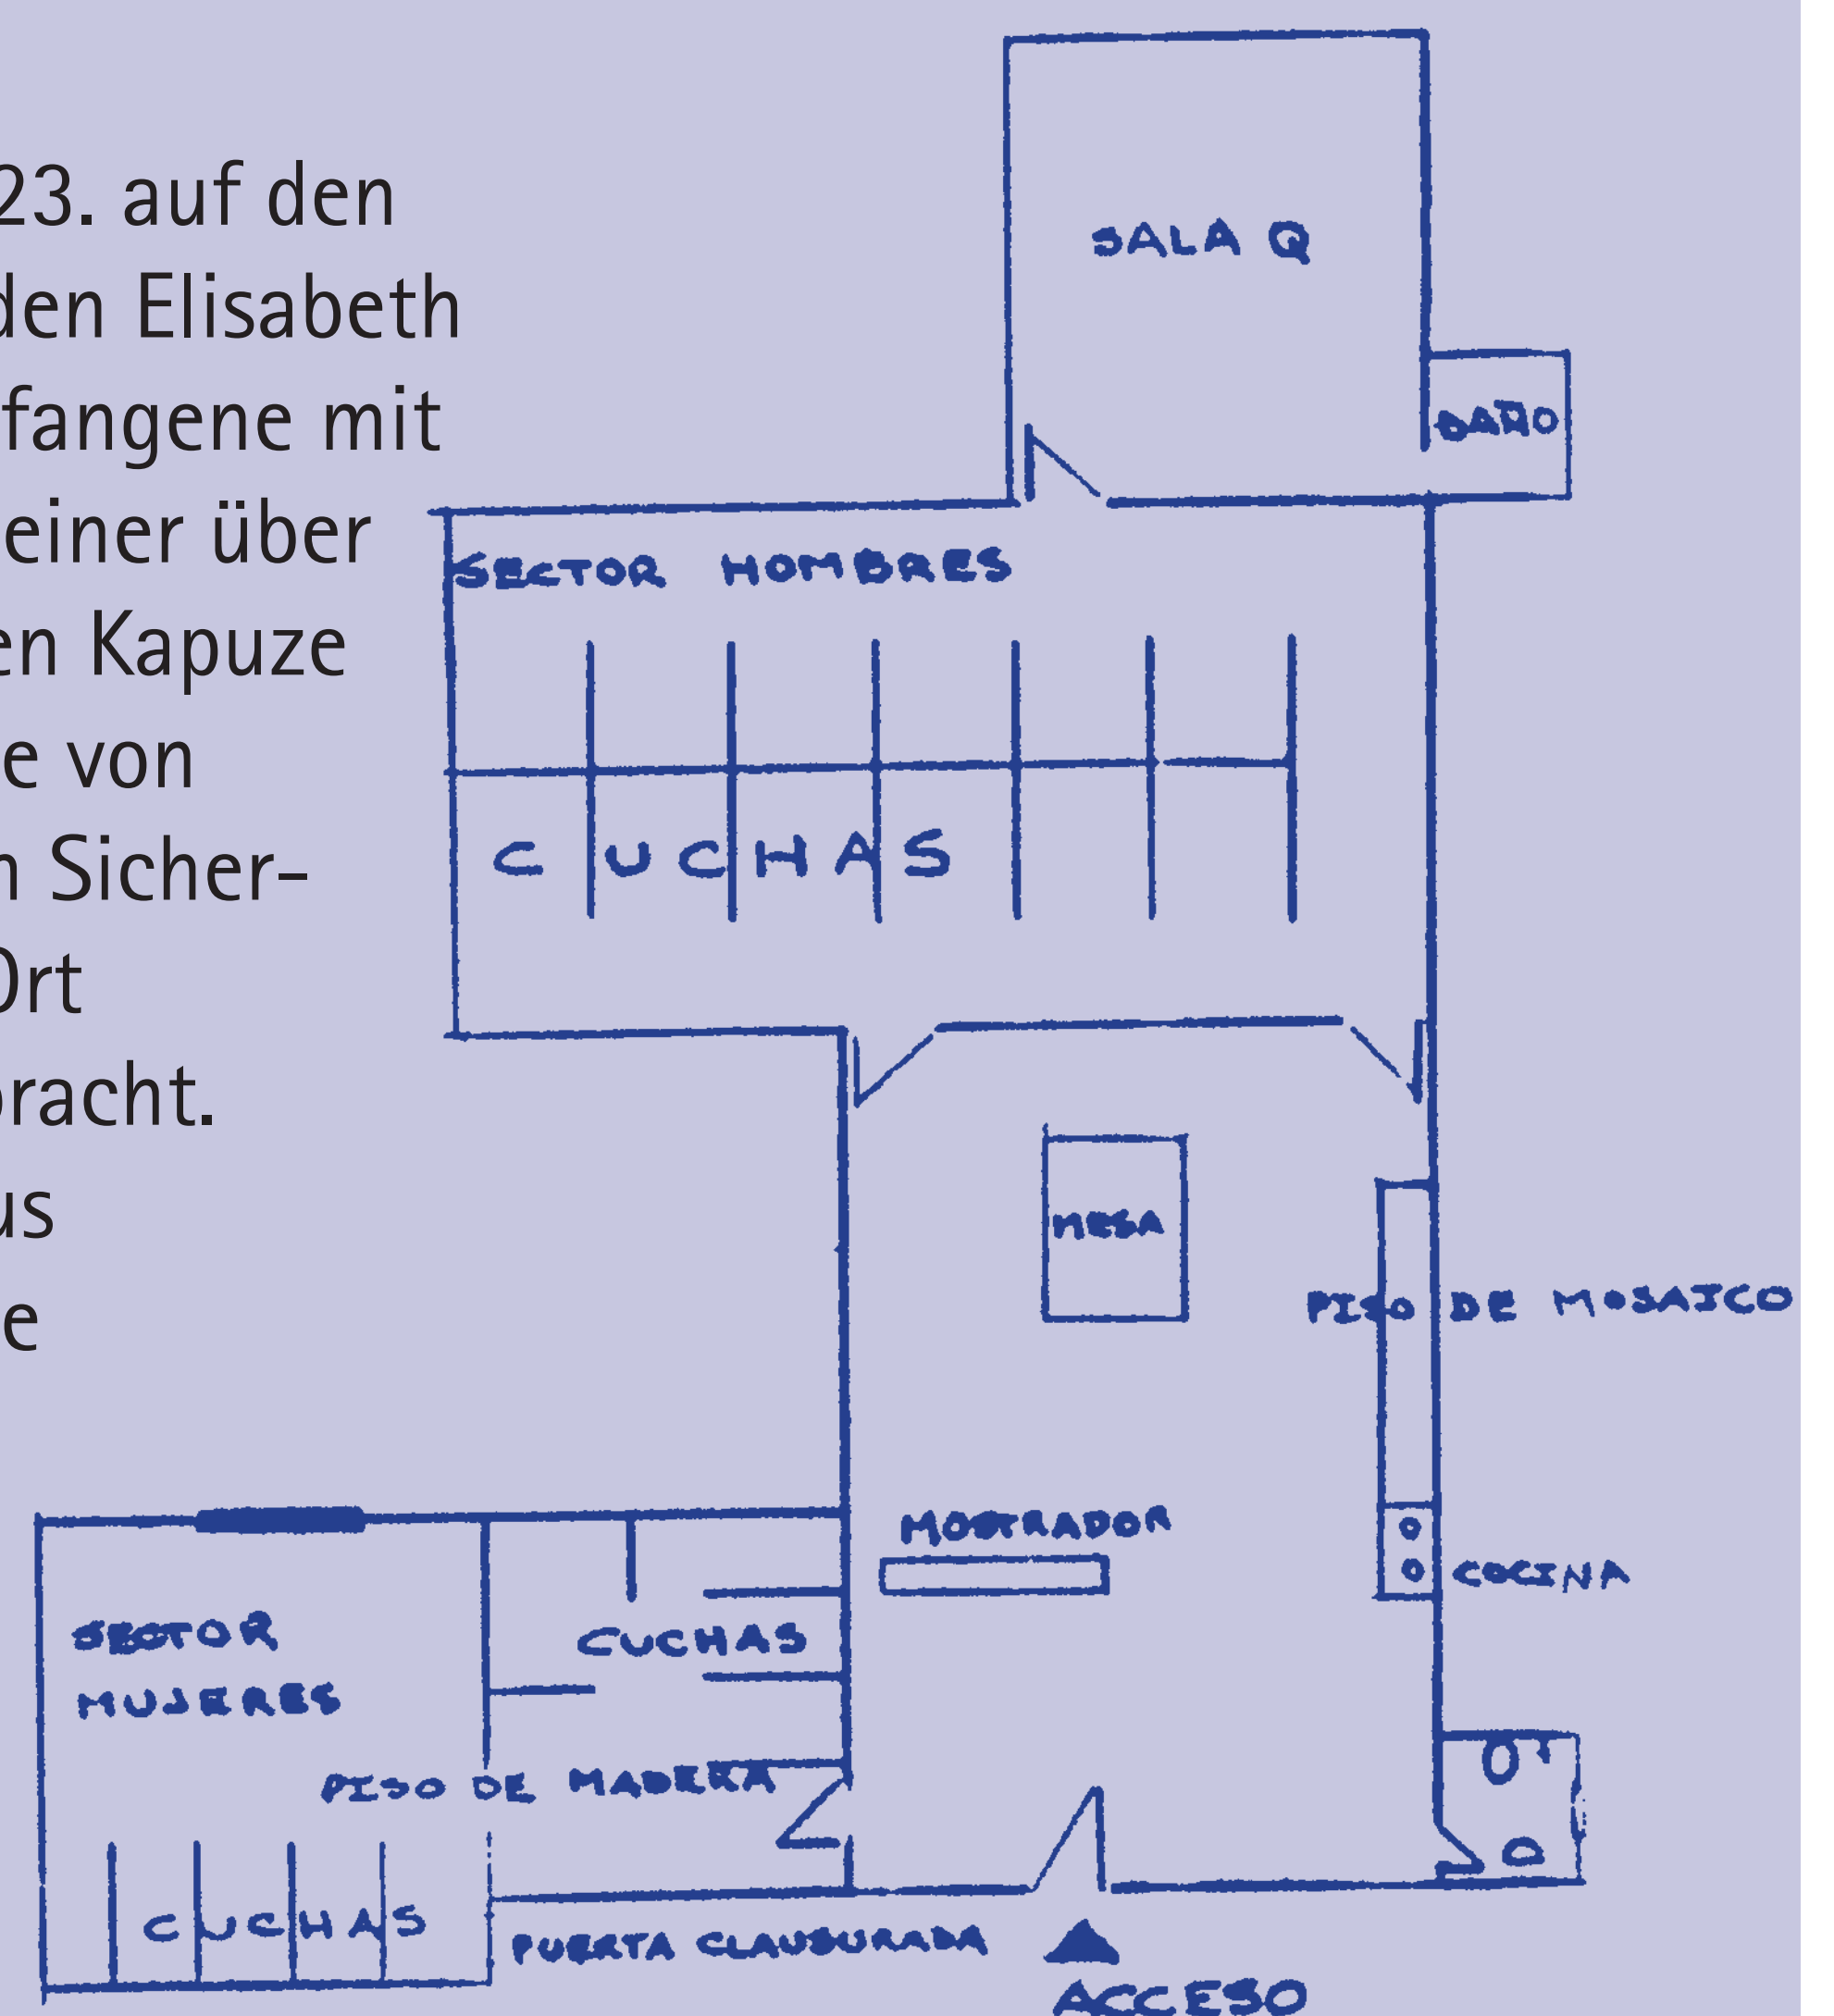 23. auf den
den Elisabeth
fangene mit
einer über
en Kapuze
e von
n Sicher-
Ort
bracht.
us
e
SALA Q
BAÑO
SECTOR HOMBRES
CUCHAS
MESA
PISO DE MOSAICO
MOSTRADOR
COCINA
CUCHAS
SECTOR
MUJERES
PISO DE MADERA
CUCHAS
PUERTA CLAUSURADA
ACCESO